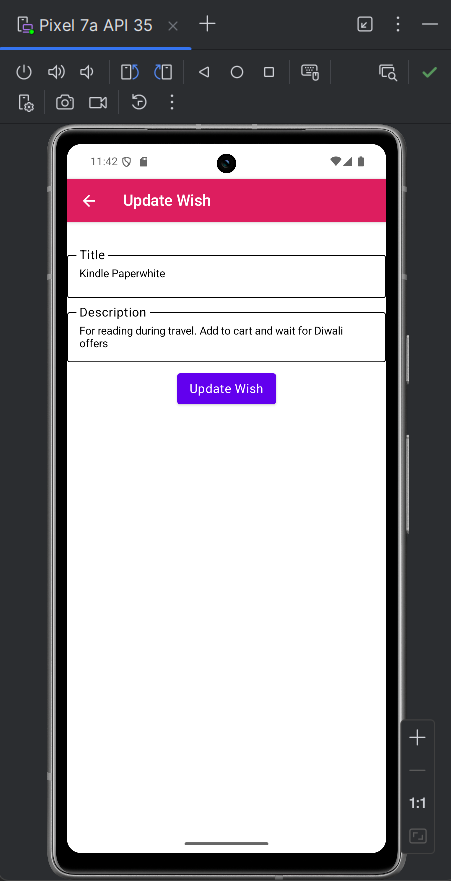 Pixel 7a API 35
11:42
Update Wish
Title
Kindle Paperwhite
Description
For reading during travel. Add to cart and wait for Diwali
offers
Update Wish
1:1